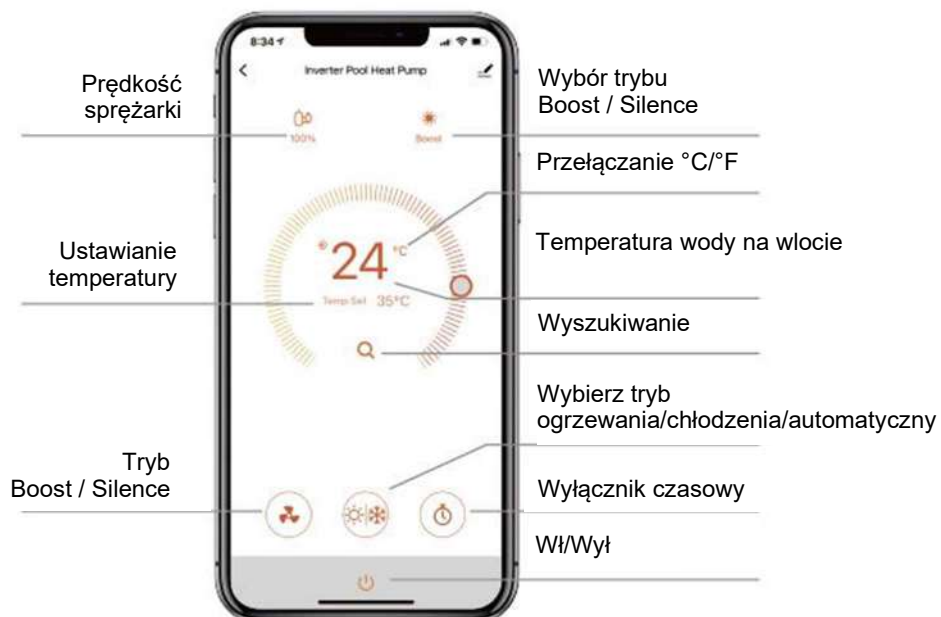 8:34
Inverter Pool Heat Pump
Prędkość
sprężarki
Wybór trybu
Boost / Silence
100%
Boost
Przełączanie °C/°F
Ustawianie
temperatury
24 °C
Temperatura wody na wlocie
Temp Set 35°C
Wyszukiwanie
Wybierz tryb
ogrzewania/chłodzenia/automatyczny
Tryb
Boost / Silence
Wyłącznik czasowy
Wł/Wył